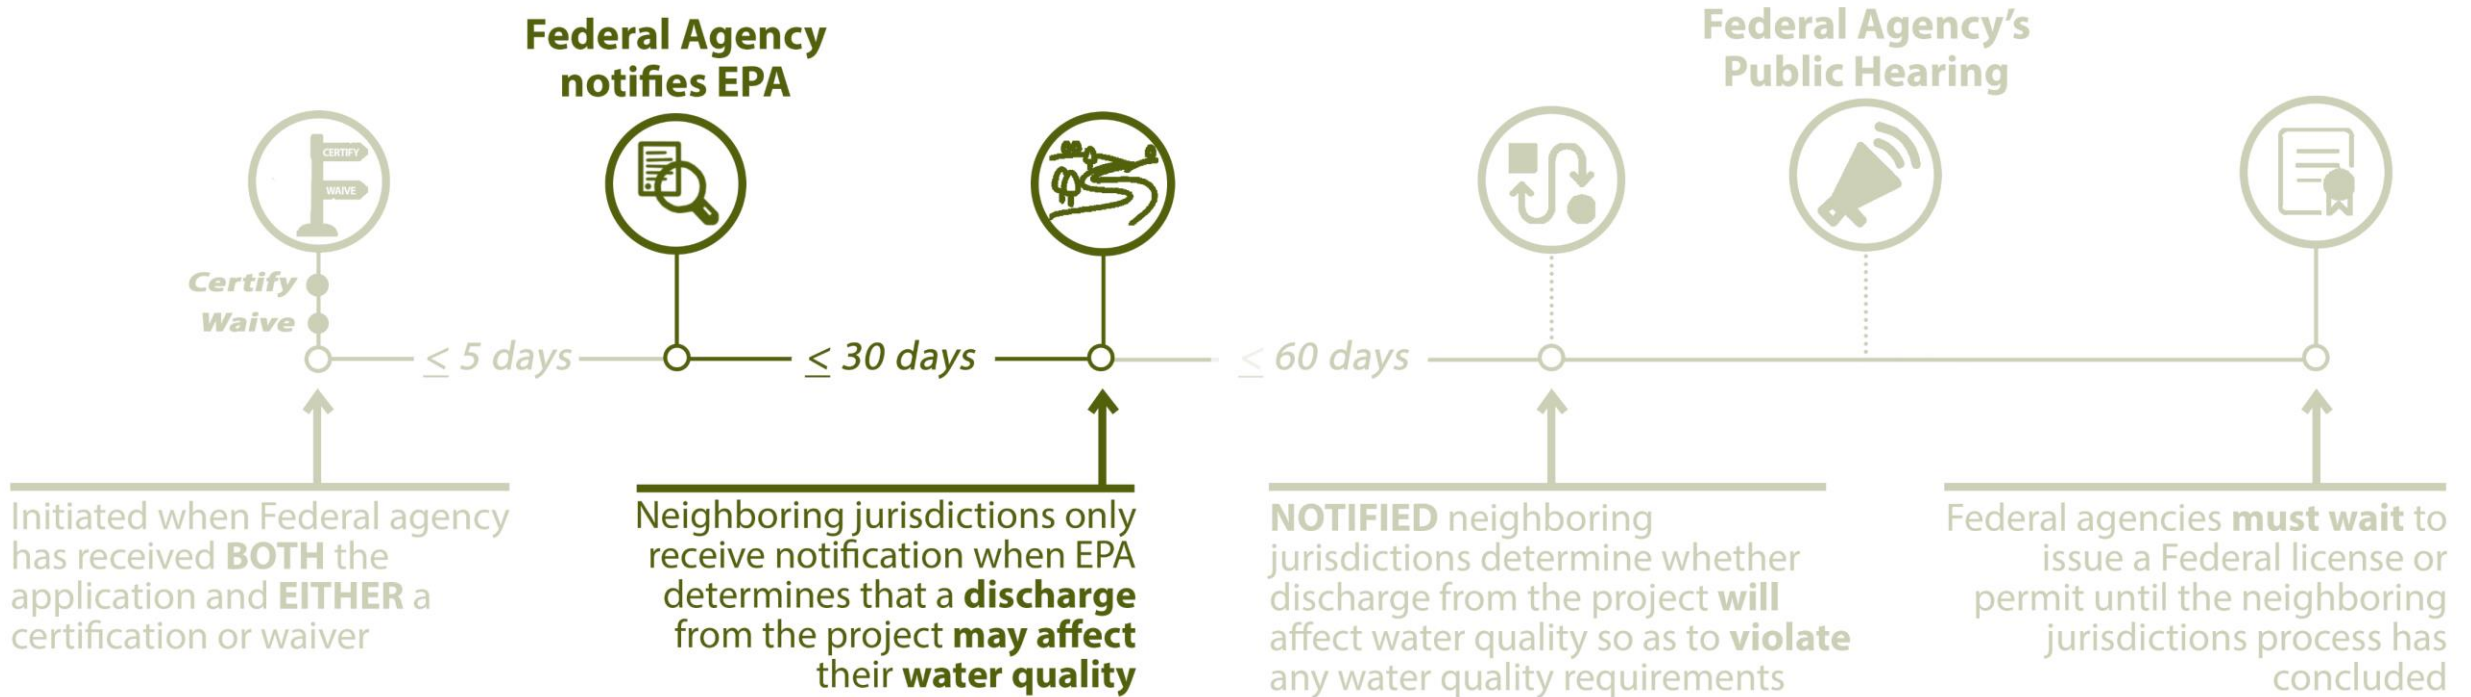 Federal Agency
notifies EPA
Federal Agency's
Public Hearing
CERTIFY
WAIVE
Certify
Waive
≤ 5 days
≤ 30 days
≤ 60 days
Initiated when Federal agency
has received BOTH the
application and EITHER a
certification or waiver
Neighboring jurisdictions only
receive notification when EPA
determines that a discharge
from the project may affect
their water quality
NOTIFIED neighboring
jurisdictions determine whether
discharge from the project will
affect water quality so as to violate
any water quality requirements
Federal agencies must wait to
issue a Federal license or
permit until the neighboring
jurisdictions process has
concluded